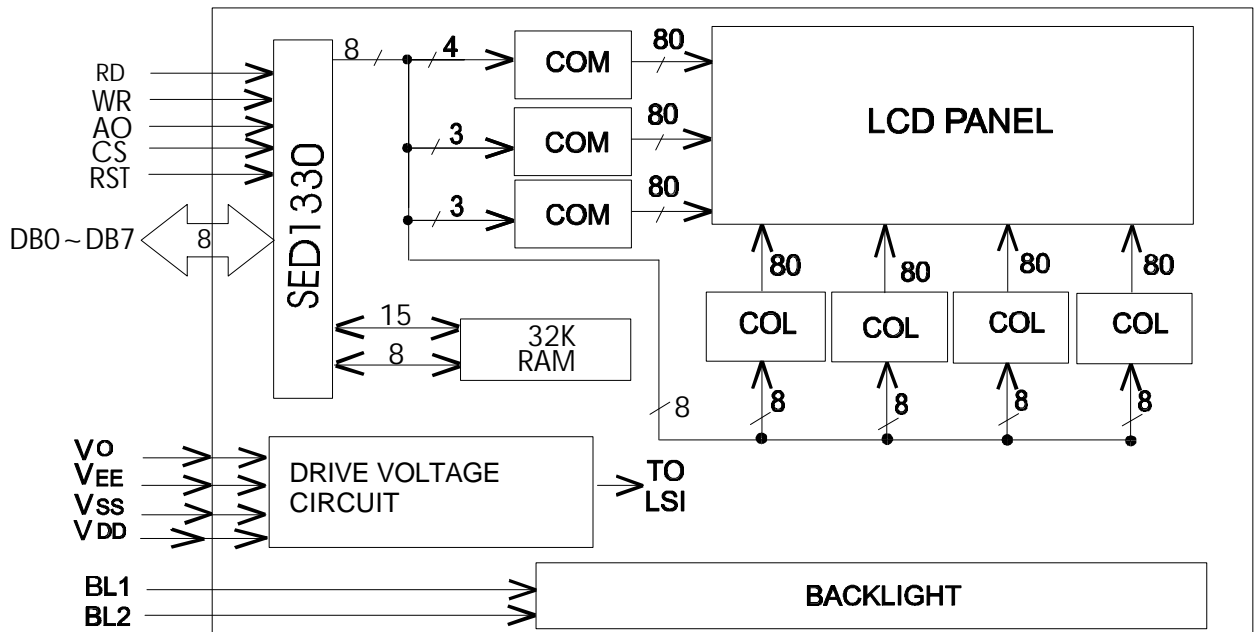 RD
WR
AO
CS
RST
DB0~DB7
8
SED1330
8
4
3
3
COM
COM
COM
80
80
80
LCD PANEL
80
80
80
80
COL
COL
COL
COL
8
8
8
8
8
15
8
32K
RAM
VO
VEE
VSS
VDD
DRIVE VOLTAGE
CIRCUIT
TO
LSI
BL1
BL2
BACKLIGHT